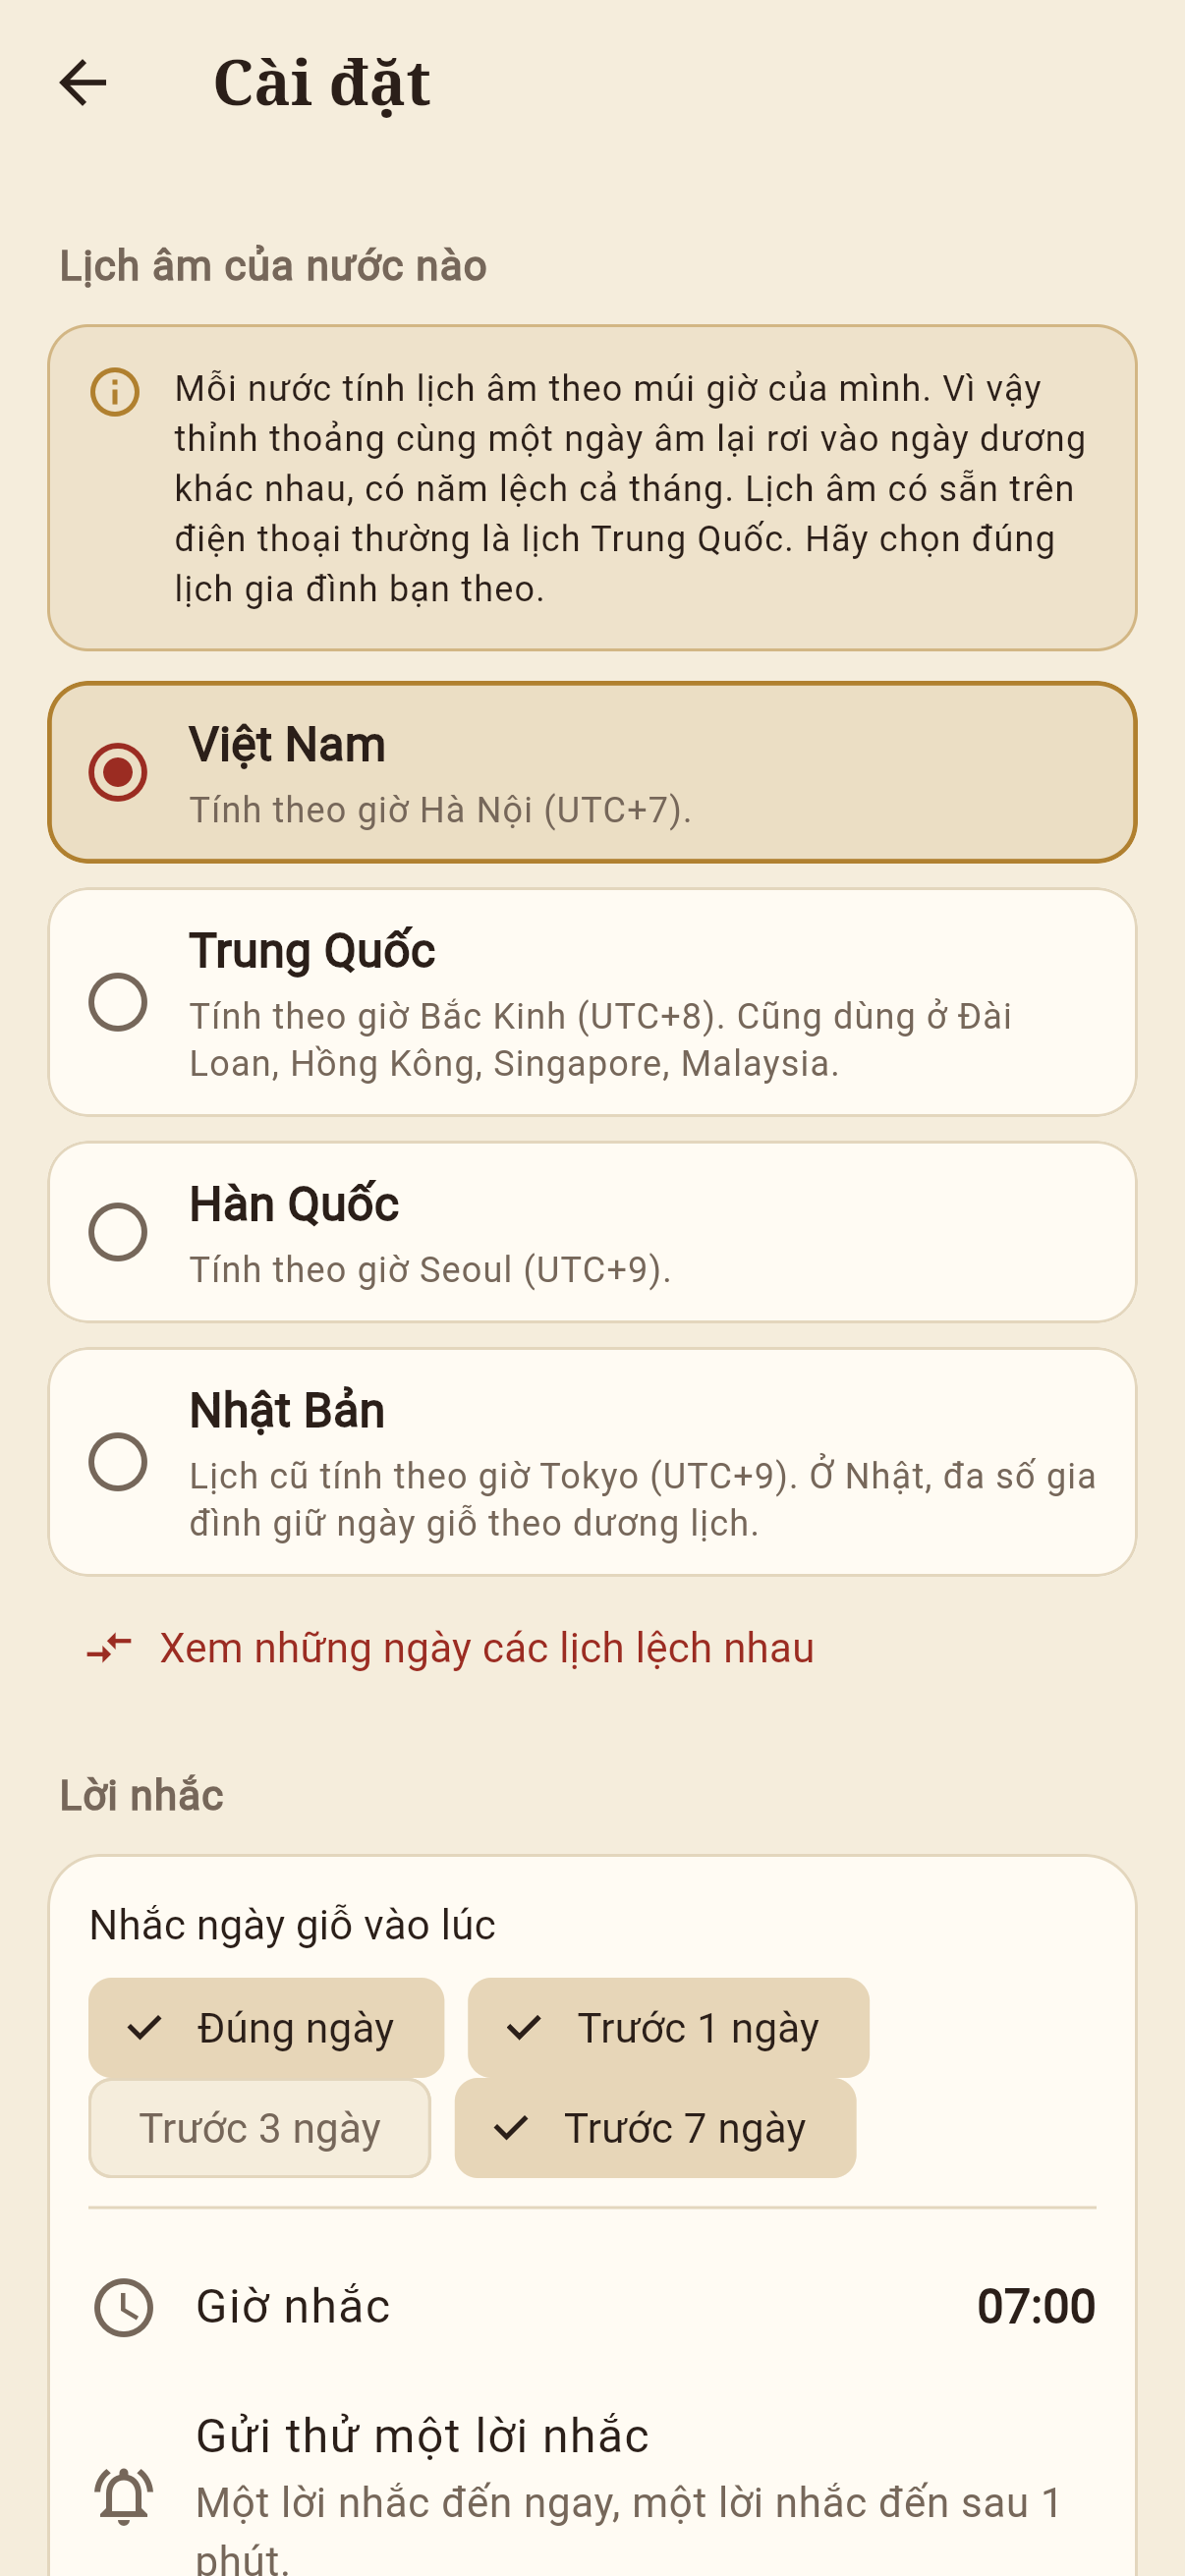 Cài đặt
Lịch âm của nước nào
Mỗi nước tính lịch âm theo múi giờ của mình. Vì vậy
thỉnh thoảng cùng một ngày âm lại rơi vào ngày dương
khác nhau, có năm lệch cả tháng. Lịch âm có sẵn trên
điện thoại thường là lịch Trung Quốc. Hãy chọn đúng
lịch gia đình bạn theo.
Việt Nam
Tính theo giờ Hà Nội (UTC+7).
Trung Quốc
Tính theo giờ Bắc Kinh (UTC+8). Cũng dùng ở Đài
Loan, Hồng Kông, Singapore, Malaysia.
Hàn Quốc
Tính theo giờ Seoul (UTC+9).
Nhật Bản
Lịch cũ tính theo giờ Tokyo (UTC+9). Ở Nhật, đa số gia
đình giữ ngày giỗ theo dương lịch.
Xem những ngày các lịch lệch nhau
Lời nhắc
Nhắc ngày giỗ vào lúc
Đúng ngày
Trước 1 ngày
Trước 3 ngày
Trước 7 ngày
Giờ nhắc
07:00
Gửi thử một lời nhắc
Một lời nhắc đến ngay, một lời nhắc đến sau 1
phút.